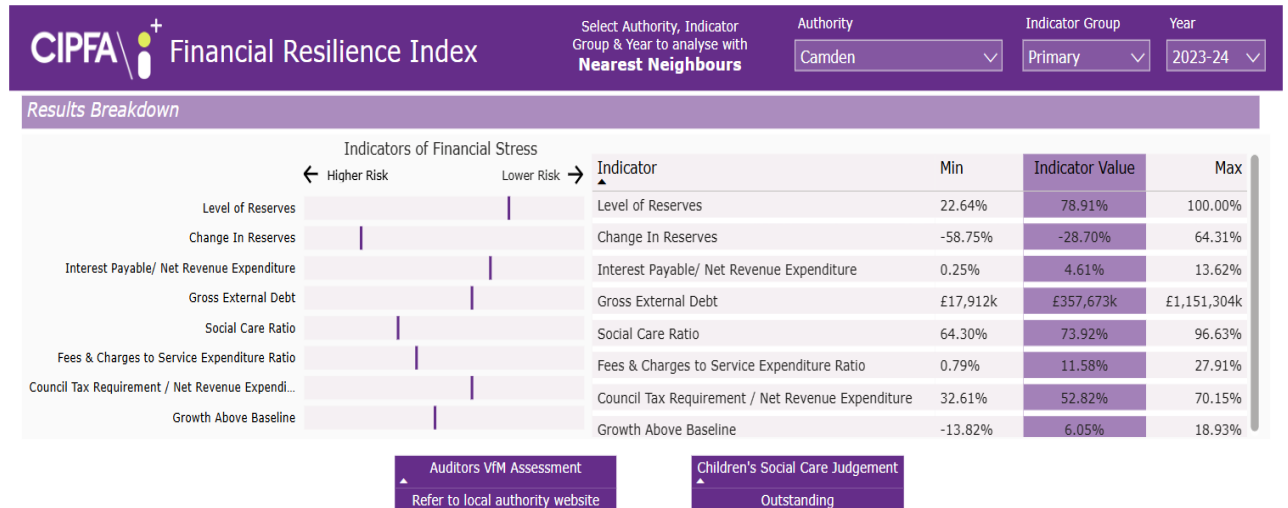 CIPFA\ Financial Resilience Index
Select Authority, Indicator
Group & Year to analyse with
Nearest Neighbours
Authority
Camden
Indicator Group
Primary
Year
2023-24
Results Breakdown
Indicators of Financial Stress
Higher Risk
Lower Risk
Level of Reserves
Change In Reserves
Interest Payable/ Net Revenue Expenditure
Gross External Debt
Social Care Ratio
Fees & Charges to Service Expenditure Ratio
Council Tax Requirement / Net Revenue Expendi...
Growth Above Baseline
Indicator Min Indicator Value Max
Level of Reserves 22.64% 78.91% 100.00%
Change In Reserves -58.75% -28.70% 64.31%
Interest Payable/ Net Revenue Expenditure 0.25% 4.61% 13.62%
Gross External Debt £17,912k £357,673k £1,151,304k
Social Care Ratio 64.30% 73.92% 96.63%
Fees & Charges to Service Expenditure Ratio 0.79% 11.58% 27.91%
Council Tax Requirement / Net Revenue Expenditure 32.61% 52.82% 70.15%
Growth Above Baseline -13.82% 6.05% 18.93%
Auditors VfM Assessment
Refer to local authority website
Children's Social Care Judgement
Outstanding